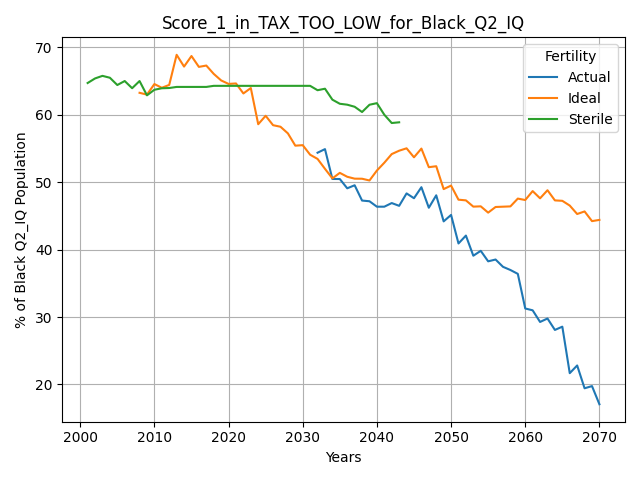 Score_1_in_TAX_TOO_LOW_for_Black_Q2_IQ
% of Black Q2_IQ Population
70
60
50
40
30
20
Fertility
Actual
Ideal
Sterile
2000 2010 2020 2030 2040 2050 2060 2070
Years